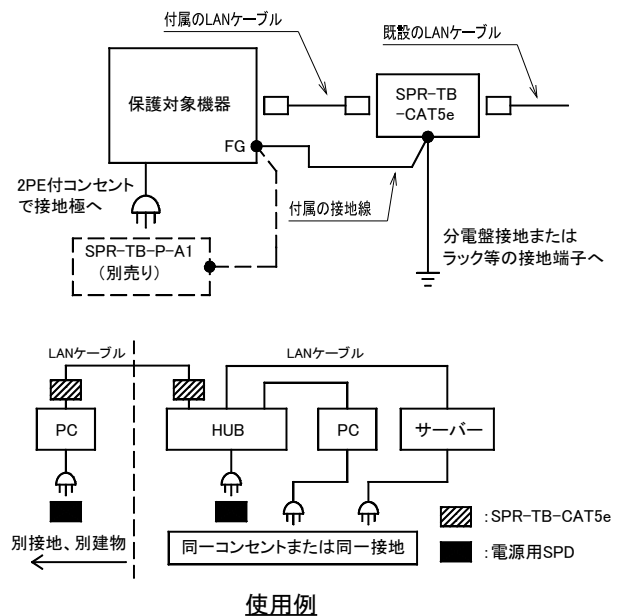 付属のLANケーブル
既設のLANケーブル
保護対象機器
SPR-TB
-CAT5e
FG
2PE付コンセント
で接地極へ
付属の接地線
SPR-TB-P-A1
(別売り)
分電盤接地または
ラック等の接地端子へ
LANケーブル
LANケーブル
PC
HUB
PC
サーバー
:SPR-TB-CAT5e
別接地、別建物
同一コンセントまたは同一接地
:電源用SPD
使用例